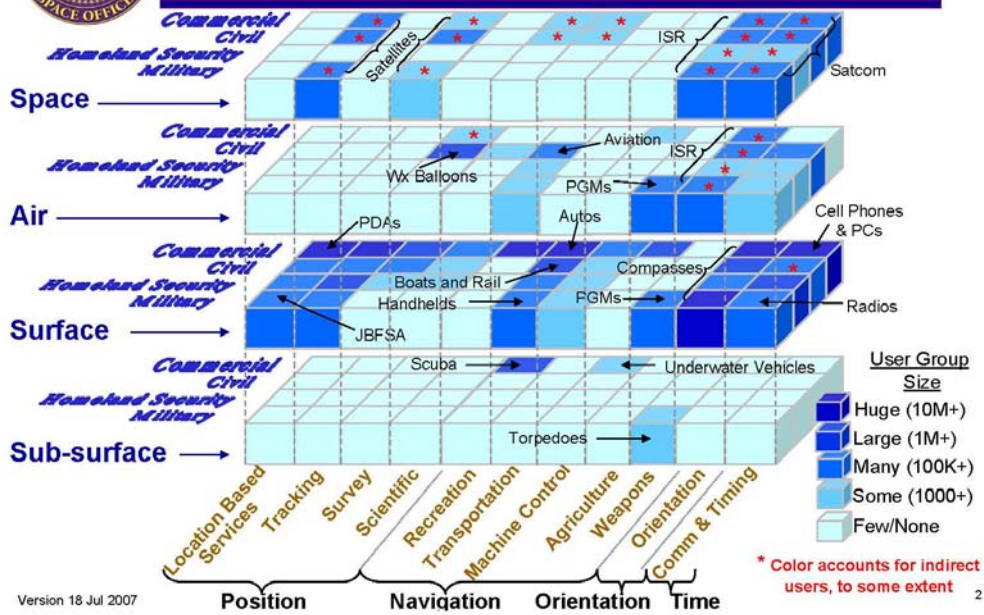 SPACE OFFICE
Commercial
Civil
Homeland Security
Military
Space
Satellites
ISR
Satcom
Commercial
Civil
Homeland Security
Military
Air
Wx Balloons
Aviation
ISR
PGMs
Commercial
Civil
Homeland Security
Military
Surface
PDAs
Autos
Cell Phones
& PCs
Boats and Rail
Compasses
Handhelds
PGMs
JBFSA
Radios
Commercial
Civil
Homeland Security
Military
Sub-surface
Scuba
Underwater Vehicles
Torpedoes
User Group
Size
Huge (10M+)
Large (1M+)
Many (100K+)
Some (1000+)
Few/None
Location Based
Services
Tracking
Survey
Scientific
Recreation
Transportation
Machine Control
Agriculture
Weapons
Orientation
Comm & Timing
Position
Navigation
Orientation
Time
* Color accounts for indirect
users, to some extent
Version 18 Jul 2007
2